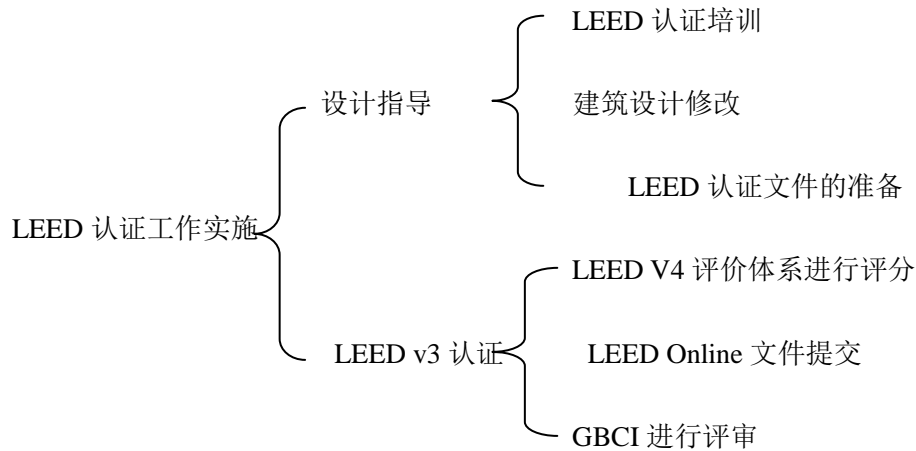 LEED 认证培训
设计指导
建筑设计修改
LEED 认证文件的准备
LEED 认证工作实施
LEED V4 评价体系进行评分
LEED v3 认证
LEED Online 文件提交
GBCI 进行评审